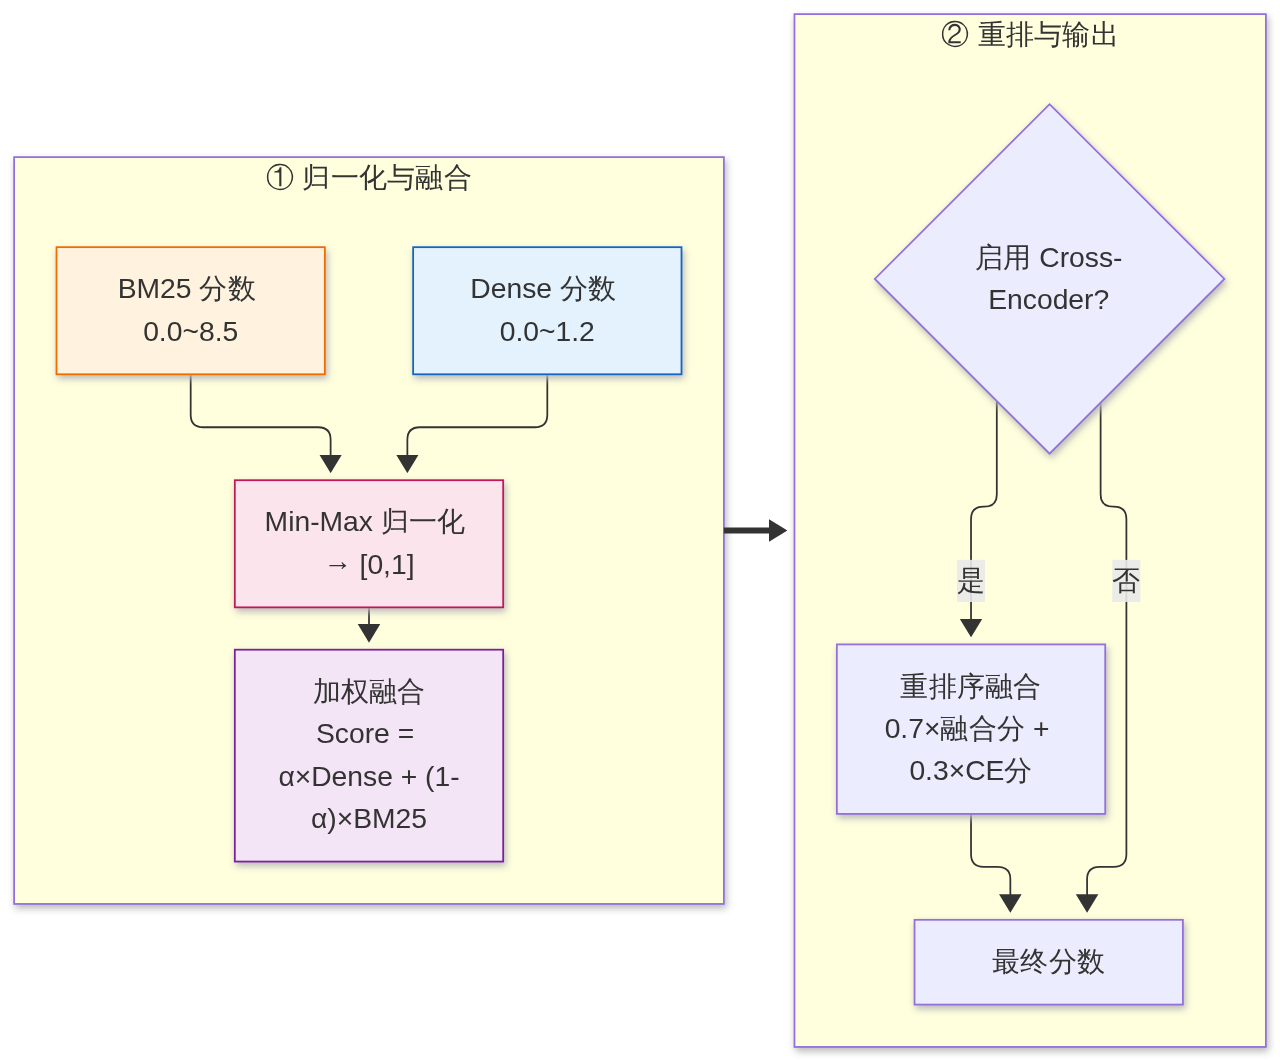 ① 归一化与融合
BM25 分数
0.0~8.5
Dense 分数
0.0~1.2
Min-Max 归一化
→ [0,1]
加权融合
Score =
α×Dense + (1-
α)×BM25
② 重排与输出
启用 Cross-
Encoder?
是
否
重排序融合
0.7×融合分 +
0.3×CE分
最终分数